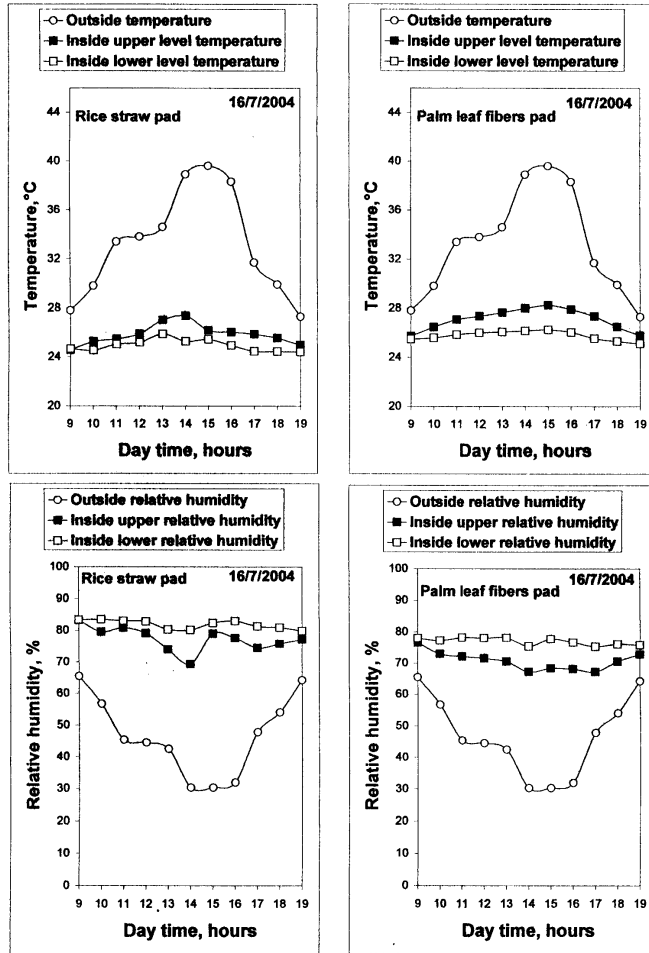 Outside temperature
Inside upper level temperature
Inside lower level temperature
16/7/2004
Rice straw pad
44
40
36
32
28
24
20
Temperature,°C
9 10 11 12 13 14 15 16 17 18 19
Day time, hours
Outside temperature
Inside upper level temperature
Inside lower level temperature
16/7/2004
Palm leaf fibers pad
44
40
36
32
28
24
20
Temperature,°C
9 10 11 12 13 14 15 16 17 18 19
Day time, hours
Outside relative humidity
Inside upper relative humidity
Inside lower relative humidity
Rice straw pad 16/7/2004
100
90
80
70
60
50
40
30
20
10
0
Relative humidity, %
9 10 11 12 13 14 15 16 17 18 19
Day time, hours
Outside relative humidity
Inside upper relative humidity
Inside lower relative humidity
16/7/2004
Palm leaf fibers pad
100
90
80
70
60
50
40
30
20
10
0
Relative humidity, %
9 10 11 12 13 14 15 16 17 18 19
Day time, hours